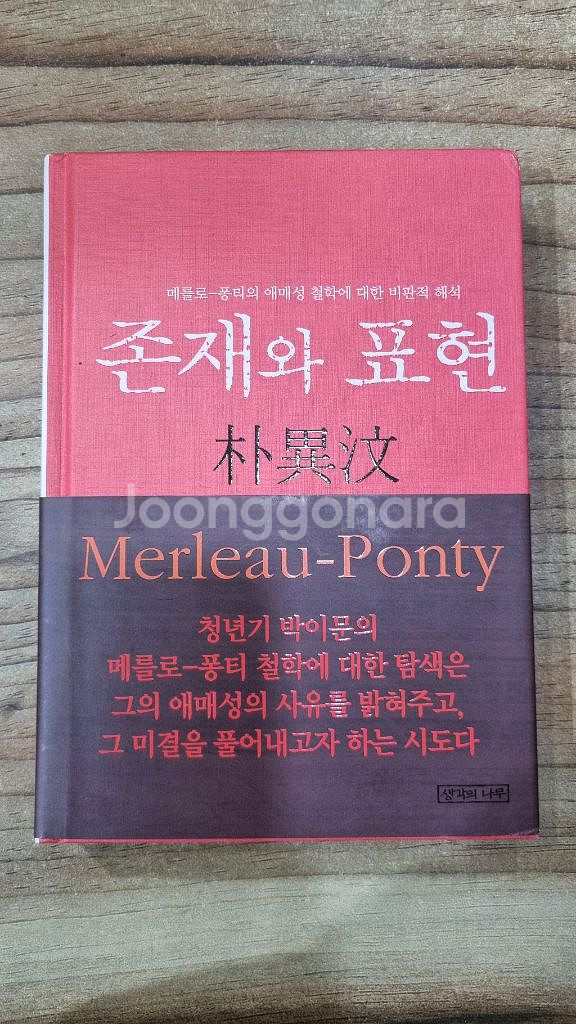 메를로-퐁티의 애매성 철학에 대한 비판적 해석
존재와 표현
朴異汶
Joonggonara
Merleau-Ponty
청년기 박이문의
메를로-퐁티 철학에 대한 탐색은
그의 애매성의 사유를 밝혀주고,
그 미결을 풀어내고자 하는 시도다
생각의 나무